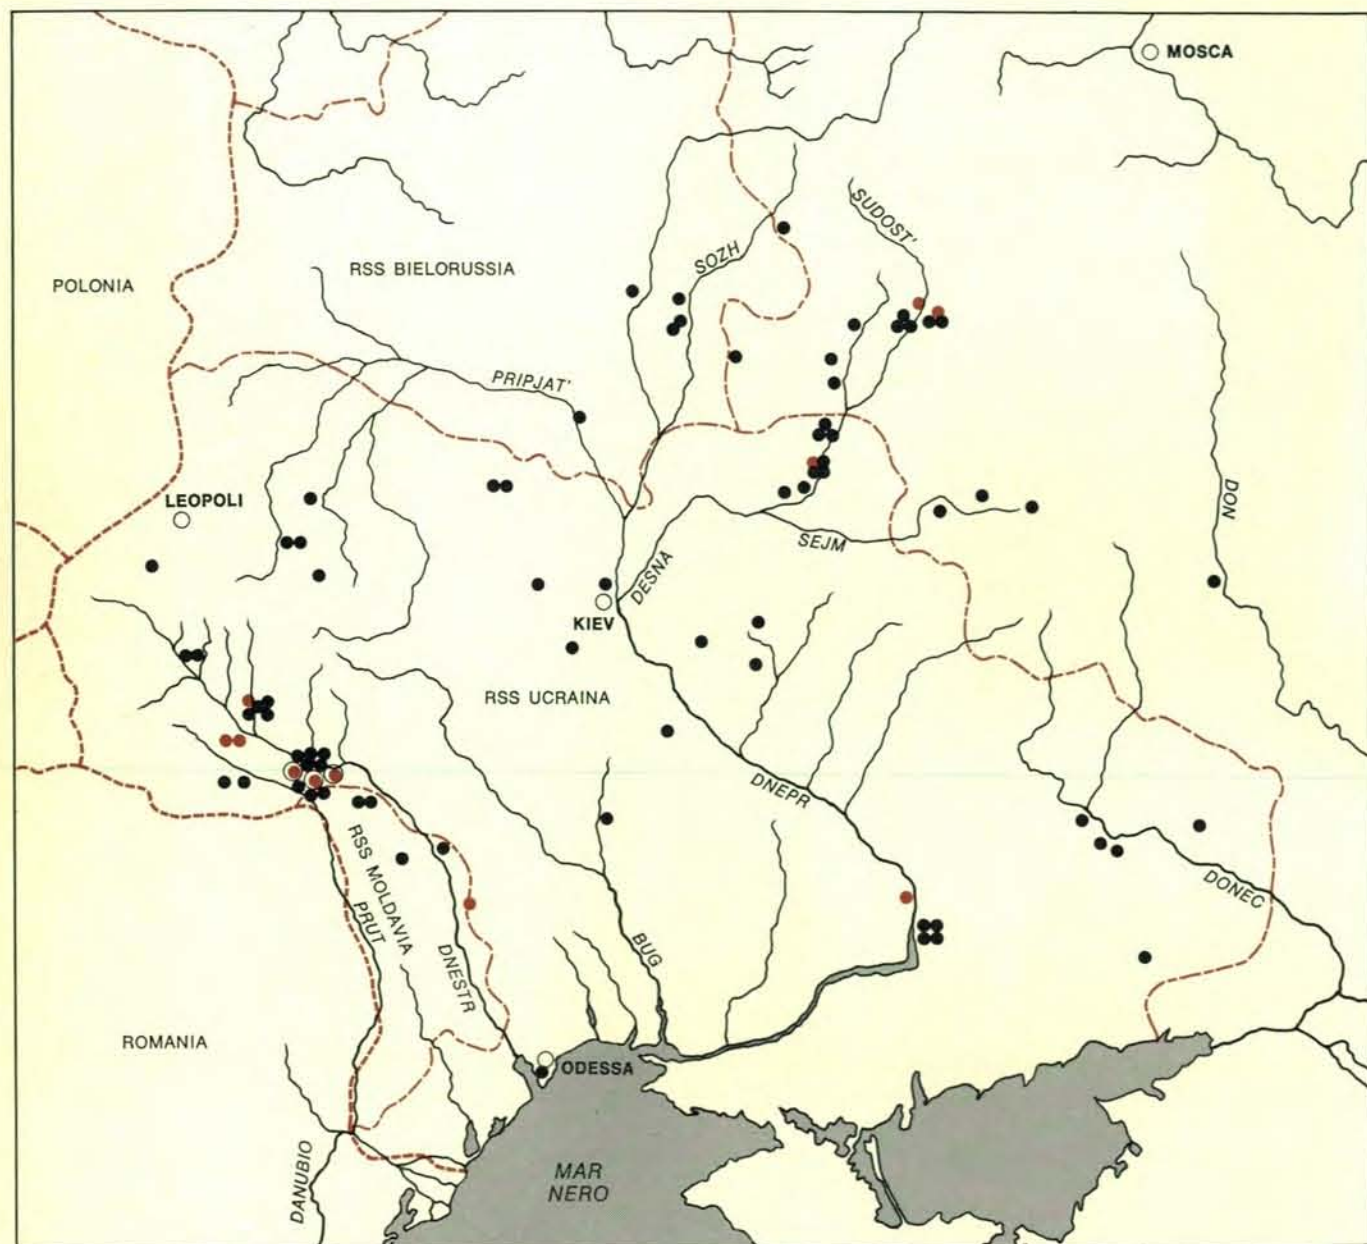 MOSCA
SUDOST'
SOZH
RSS BIELORUSSIA
POLONIA
PRIPJAT'
LEOPOLI
DON
SEJM
DESNA
KIEV
RSS UCRAINA
DNEPR
RSS MOLDAVIA
PRUT
DONEC
BUG
DNESTR
ROMANIA
ODESSA
DANUBIO
MAR
NERO